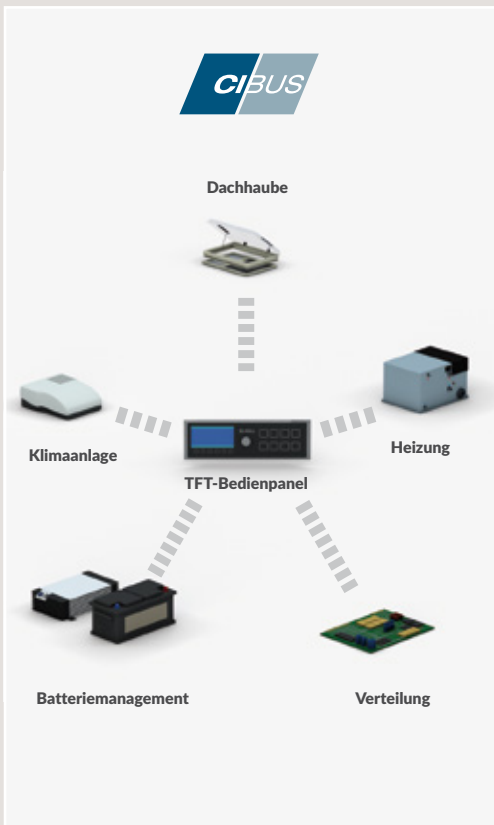 CIBUS
Dachhaube
Klimaanlage
Heizung
TFT-Bedienpanel
Batteriemanagement
Verteilung